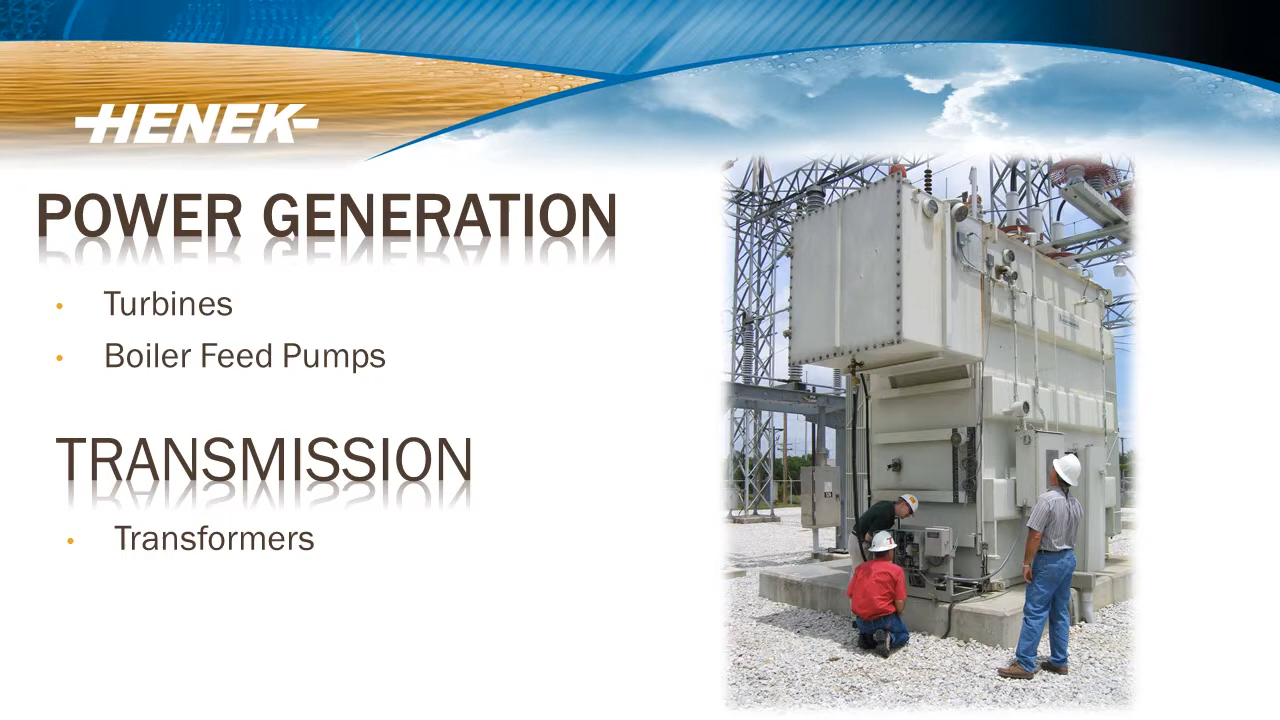 HENEK
POWER GENERATION
• Turbines
• Boiler Feed Pumps
TRANSMISSION
• Transformers